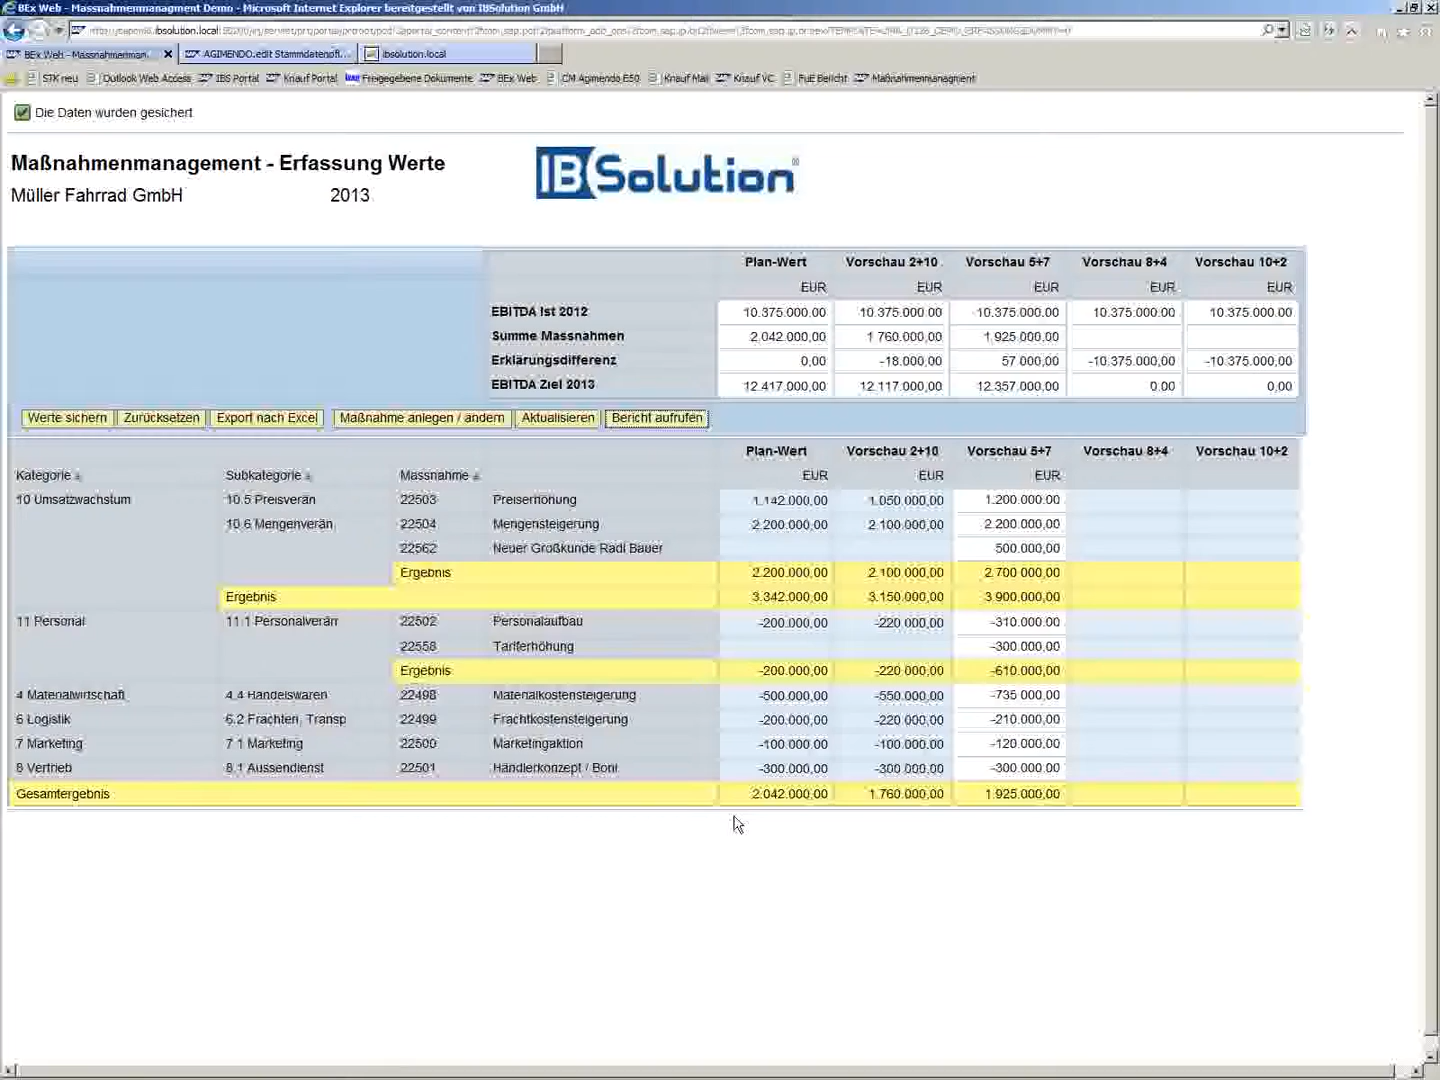 BEx Web - Massnahmenmanagment Demo - Microsoft Internet Explorer bereitgestellt von IBSolution GmbH
BEx Web - Massnahmenman... AGIMENDO.edit Stammdatenpfl... ibsolution.local
STK neu Outlook Web Access IBS Portal Knauf Portal Freigegebene Dokumente BEx Web CM Agimendo E50 Knauf Mail Knauf VC FuE Bericht Maßnahmenmanagment
Die Daten wurden gesichert
Maßnahmenmanagement - Erfassung Werte
Müller Fahrrad GmbH 2013
IBSolution®
Plan-Wert Vorschau 2+10 Vorschau 5+7 Vorschau 8+4 Vorschau 10+2
EUR EUR EUR EUR EUR
EBITDA Ist 2012 10.375.000,00 10.375.000,00 10.375.000,00 10.375.000,00 10.375.000,00
Summe Massnahmen 2.042.000,00 1.760.000,00 1.925.000,00
Erklärungsdifferenz 0,00 -18.000,00 57.000,00 -10.375.000,00 -10.375.000,00
EBITDA Ziel 2013 12.417.000,00 12.117.000,00 12.357.000,00 0,00 0,00
Werte sichern Zurücksetzen Export nach Excel Maßnahme anlegen / ändern Aktualisieren Bericht aufrufen
Plan-Wert Vorschau 2+10 Vorschau 5+7 Vorschau 8+4 Vorschau 10+2
Kategorie Subkategorie Massnahme EUR EUR EUR
10 Umsatzwachstum 10.5 Preisverän 22503 Preiserhöhung 1.142.000,00 1.050.000,00 1.200.000,00
10.6 Mengenverän 22504 Mengensteigerung 2.200.000,00 2.100.000,00 2.200.000,00
22562 Neuer Großkunde Radl Bauer 500.000,00
Ergebnis 2.200.000,00 2.100.000,00 2.700.000,00
Ergebnis 3.342.000,00 3.150.000,00 3.900.000,00
11 Personal 11.1 Personalverän 22502 Personalaufbau -200.000,00 -220.000,00 -310.000,00
22558 Tariferhöhung -300.000,00
Ergebnis -200.000,00 -220.000,00 -610.000,00
4 Materialwirtschaft 4.4 Handelswaren 22498 Materialkostensteigerung -500.000,00 -550.000,00 -735.000,00
6 Logistik 6.2 Frachten, Transp 22499 Frachtkostensteigerung -200.000,00 -220.000,00 -210.000,00
7 Marketing 7.1 Marketing 22500 Marketingaktion -100.000,00 -100.000,00 -120.000,00
8 Vertrieb 8.1 Aussendienst 22501 Händlerkonzept / Boni -300.000,00 -300.000,00 -300.000,00
Gesamtergebnis 2.042.000,00 1.760.000,00 1.925.000,00